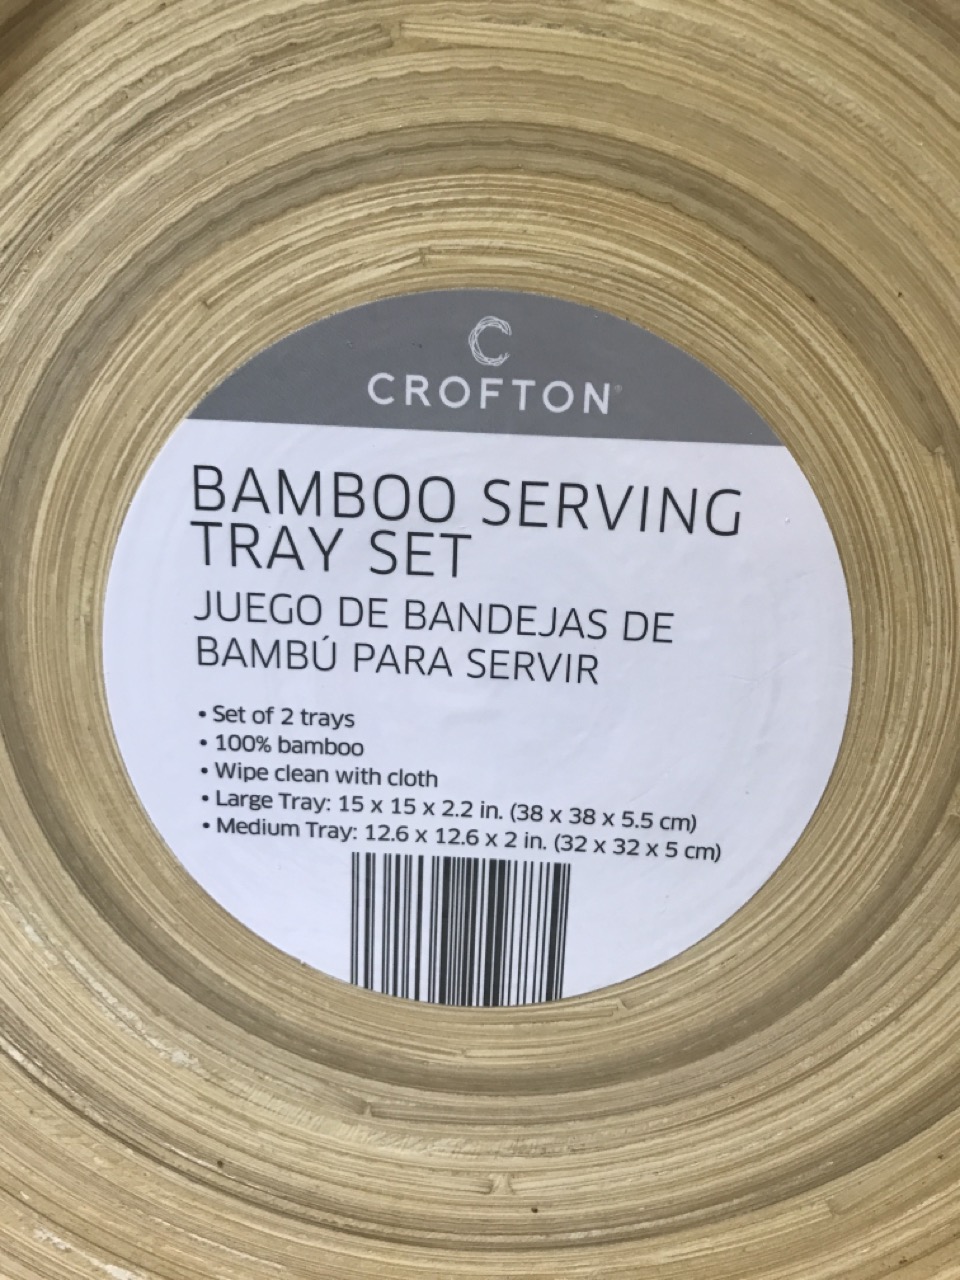 C
CROFTON®
BAMBOO SERVING
TRAY SET
JUEGO DE BANDEJAS DE
BAMBÚ PARA SERVIR
• Set of 2 trays
• 100% bamboo
• Wipe clean with cloth
• Large Tray: 15 x 15 x 2.2 in. (38 x 38 x 5.5 cm)
• Medium Tray: 12.6 x 12.6 x 2 in. (32 x 32 x 5 cm)